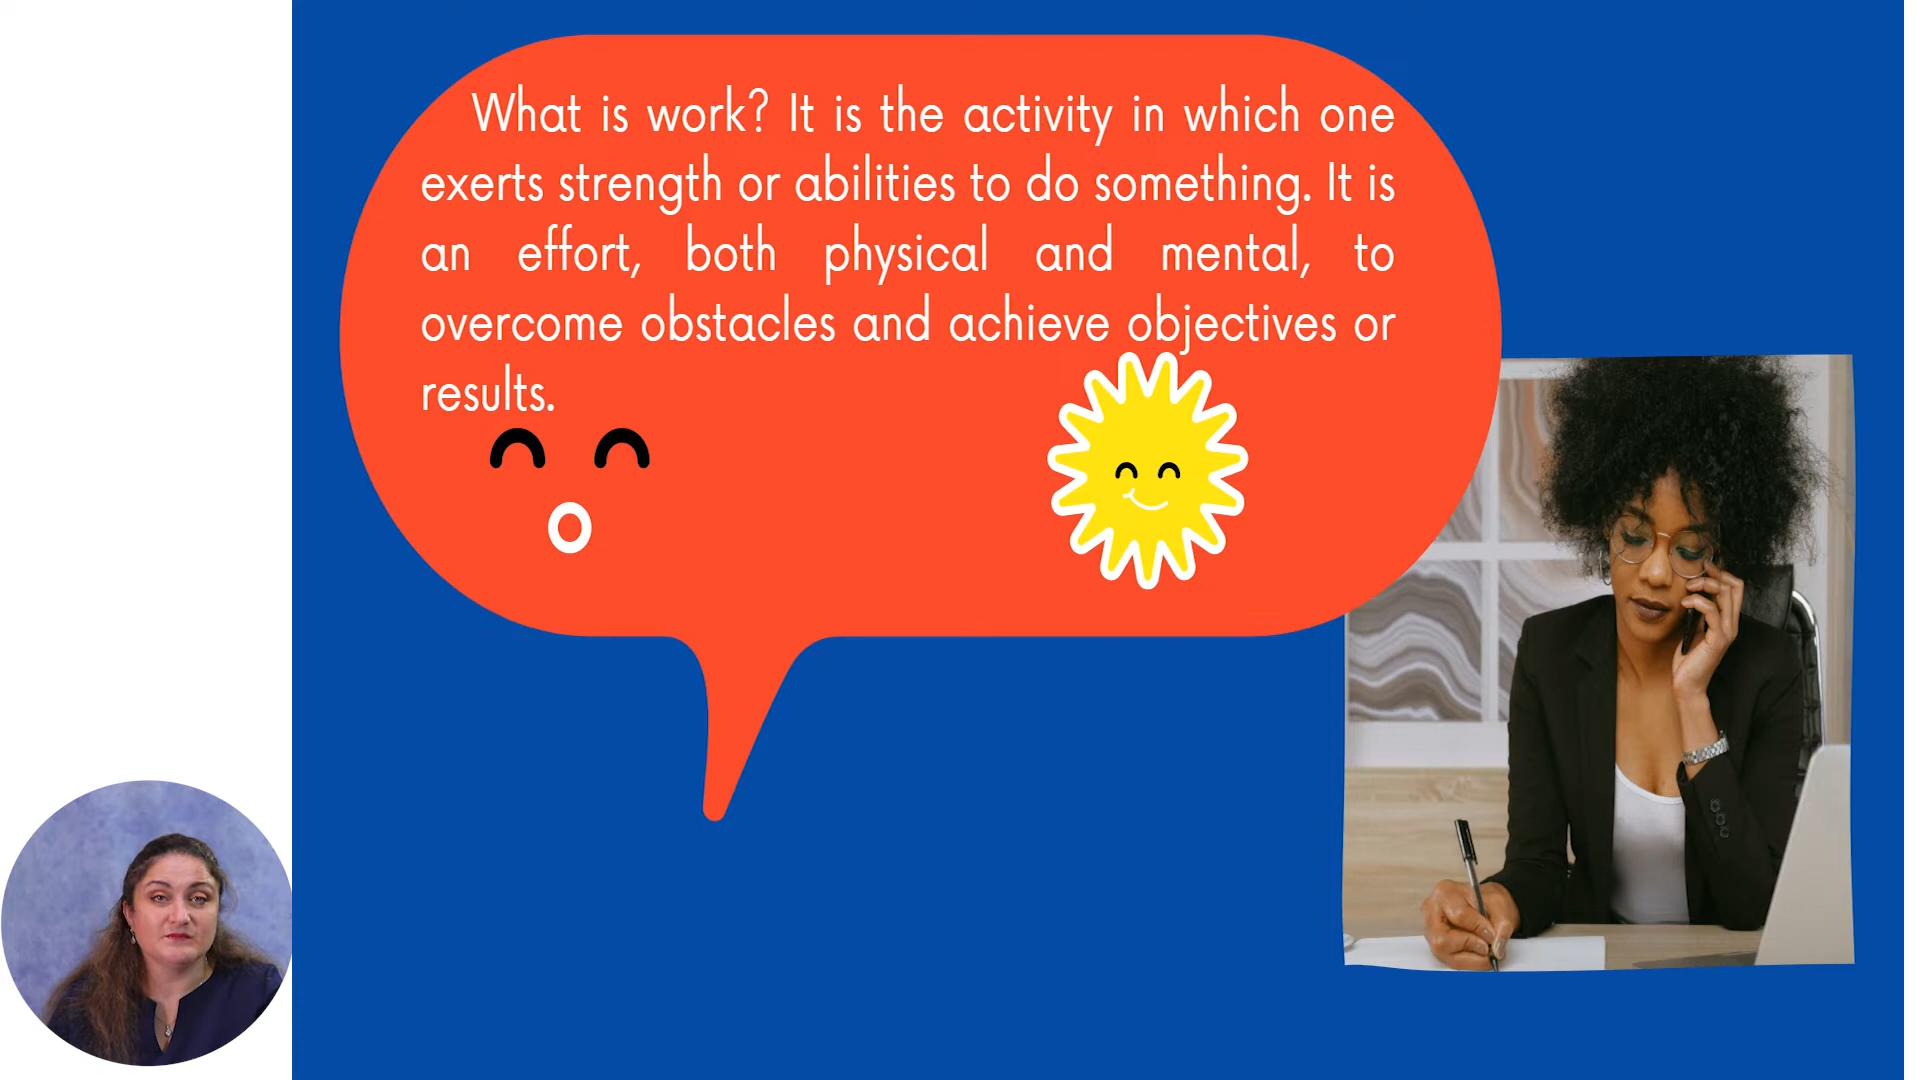 What is work? It is the activity in which one
exerts strength or abilities to do something. It is
an effort, both physical and mental, to
overcome obstacles and achieve objectives or
results.